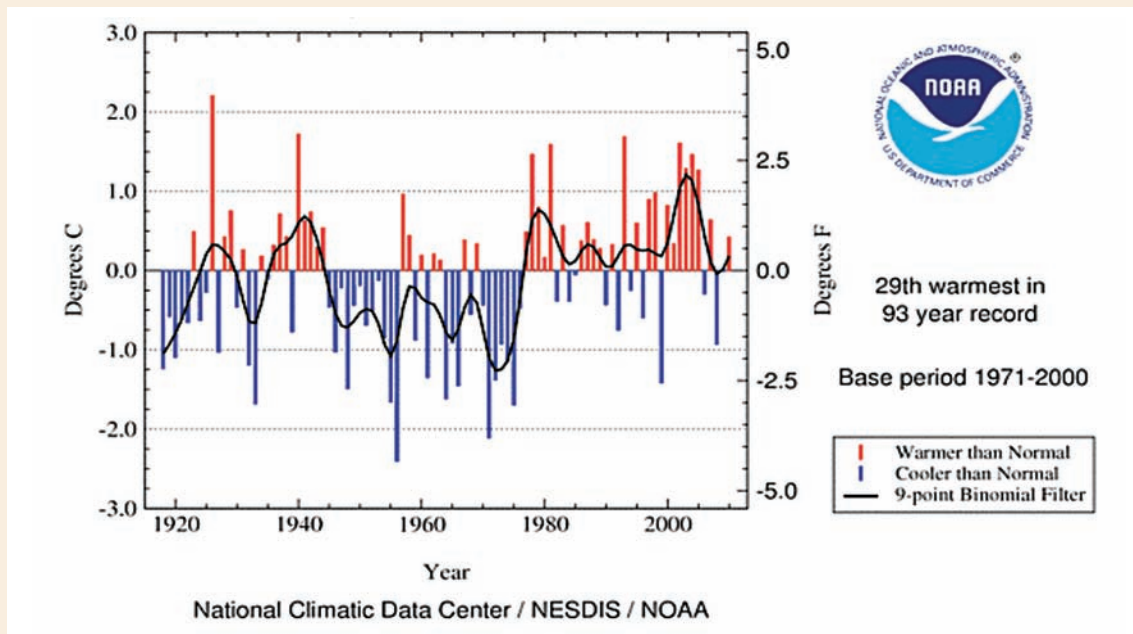 3.0
2.0
1.0
0.0
-1.0
-2.0
-3.0
Degrees C
5.0
2.5
0.0
-2.5
-5.0
Degrees F
1920 1940 1960 1980 2000
Year
National Climatic Data Center / NESDIS / NOAA
NATIONAL OCEANIC AND ATMOSPHERIC ADMINISTRATION
®
NOAA
U.S. DEPARTMENT OF COMMERCE
29th warmest in
93 year record
Base period 1971-2000
Warmer than Normal
Cooler than Normal
9-point Binomial Filter